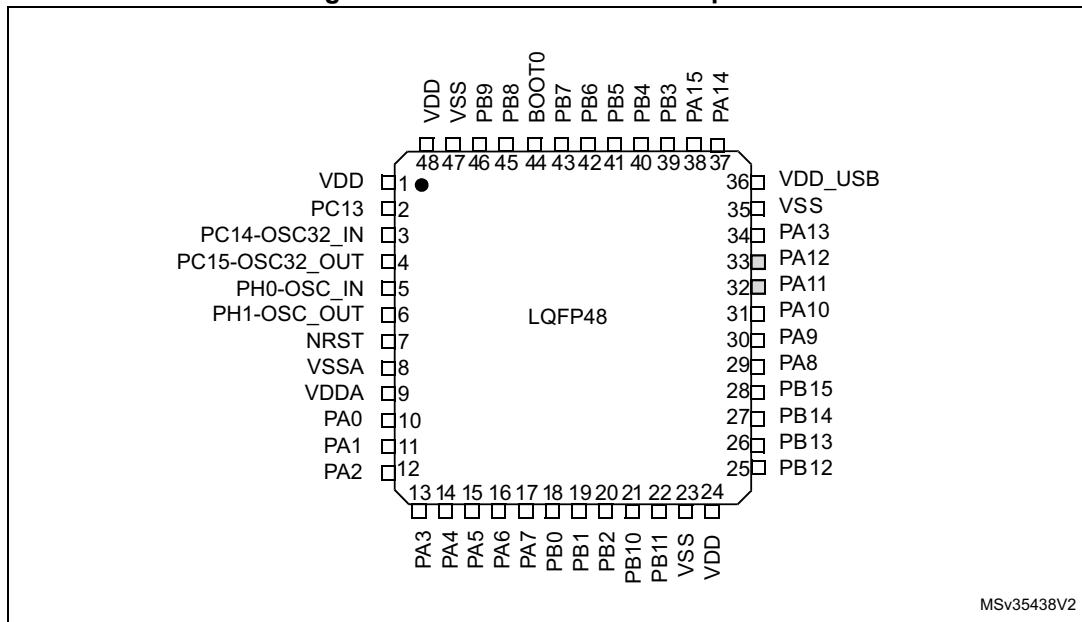 VDD
VSS
PB9
PB8
BOOT0
PB7
PB6
PB5
PB4
PB3
PA15
PA14
48 47 46 45 44 43 42 41 40 39 38 37
VDD 1
PC13 2
PC14-OSC32_IN 3
PC15-OSC32_OUT 4
PH0-OSC_IN 5
PH1-OSC_OUT 6
NRST 7
VSSA 8
VDDA 9
PA0 10
PA1 11
PA2 12
LQFP48
36 VDD_USB
35 VSS
34 PA13
33 PA12
32 PA11
31 PA10
30 PA9
29 PA8
28 PB15
27 PB14
26 PB13
25 PB12
13 14 15 16 17 18 19 20 21 22 23 24
PA3
PA4
PA5
PA6
PA7
PB0
PB1
PB2
PB10
PB11
VSS
VDD
MSv35438V2